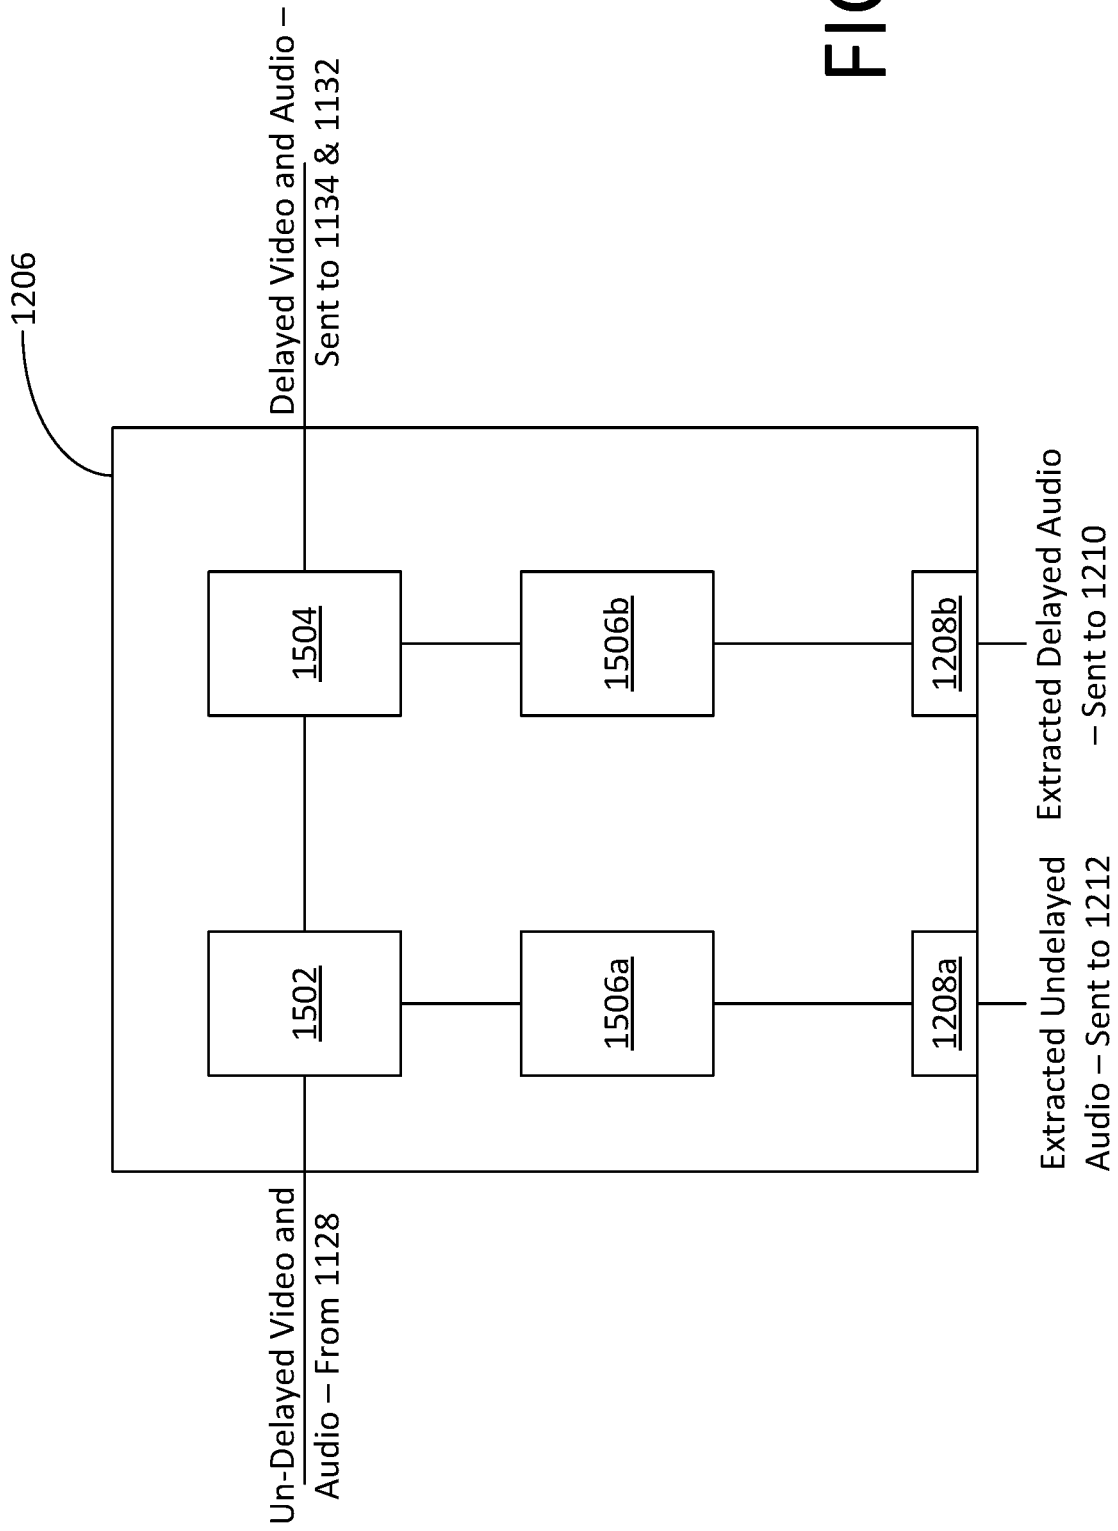 1206
Un-Delayed Video and
Audio – From 1128
Delayed Video and Audio –
Sent to 1134 & 1132
1502
1504
1506a
1506b
1208a
1208b
Extracted Undelayed
Audio – Sent to 1212
Extracted Delayed Audio
– Sent to 1210